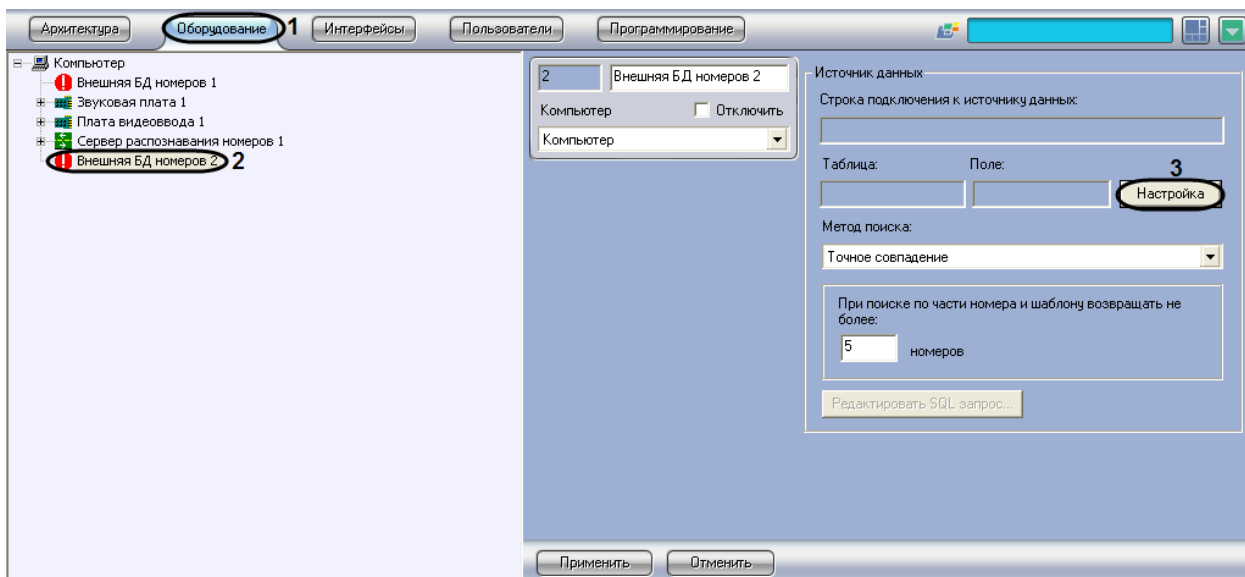 Архитектура Оборудование 1 Интерфейсы Пользователи Программирование
Компьютер
Внешняя БД номеров 1
Звуковая плата 1
Плата видеоввода 1
Сервер распознавания номеров 1
Внешняя БД номеров 2 2
2 Внешняя БД номеров 2
Компьютер Отключить
Компьютер
Источник данных
Строка подключения к источнику данных:
Таблица: Поле: 3
Настройка
Метод поиска:
Точное совпадение
При поиске по части номера и шаблону возвращать не
более:
5 номеров
Редактировать SQL запрос...
Применить Отменить